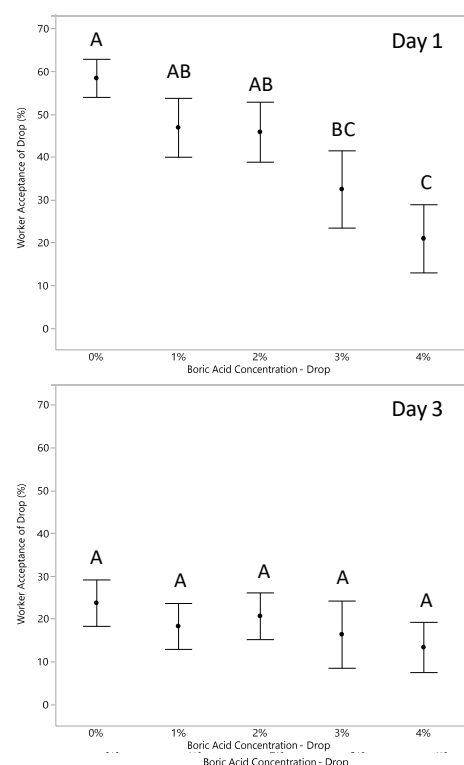 Day 1
A
AB
AB
BC
C
70
60
50
40
30
20
10
0
Worker Acceptance of Drop (%)
0% 1% 2% 3% 4%
Boric Acid Concentration - Drop
Day 3
A
A
A
A
A
70
60
50
40
30
20
10
0
Worker Acceptance of Drop (%)
0% 1% 2% 3% 4%
Boric Acid Concentration - Drop
Boric Acid Concentration - Drop